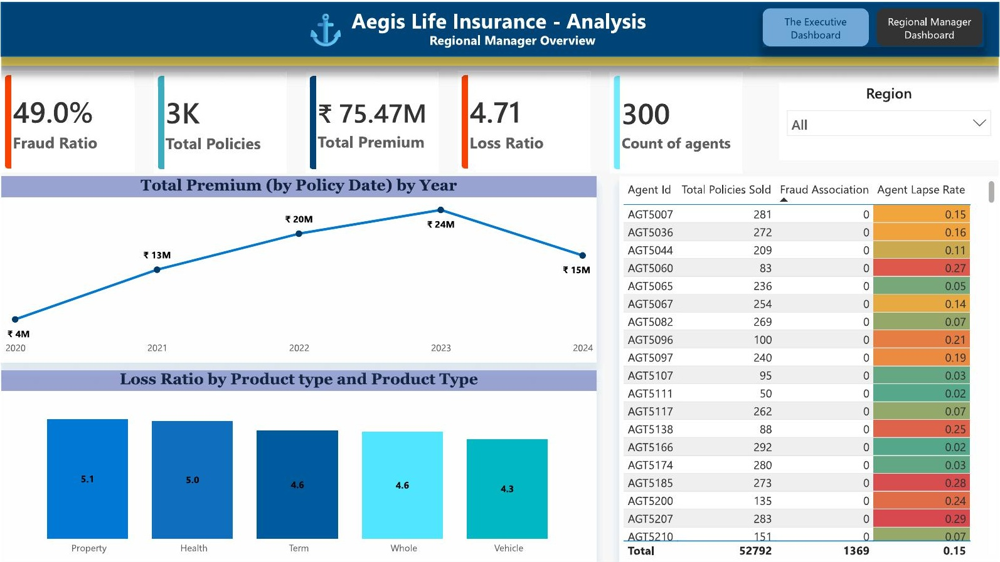 Aegis Life Insurance - Analysis
Regional Manager Overview
The Executive
Dashboard
Regional Manager
Dashboard
49.0%
Fraud Ratio
3K
Total Policies
₹ 75.47M
Total Premium
4.71
Loss Ratio
300
Count of agents
Region
All
Total Premium (by Policy Date) by Year
₹ 4M
₹ 13M
₹ 20M
₹ 24M
₹ 15M
2020 2021 2022 2023 2024
Loss Ratio by Product type and Product Type
5.1 5.0 4.6 4.6 4.3
Property Health Term Whole Vehicle
Agent Id Total Policies Sold Fraud Association Agent Lapse Rate
AGT5007 281 0 0.15
AGT5036 272 0 0.16
AGT5044 209 0 0.11
AGT5060 83 0 0.27
AGT5065 236 0 0.05
AGT5067 254 0 0.14
AGT5082 269 0 0.07
AGT5096 100 0 0.21
AGT5097 240 0 0.19
AGT5107 95 0 0.03
AGT5111 50 0 0.02
AGT5117 262 0 0.07
AGT5138 88 0 0.25
AGT5166 292 0 0.02
AGT5174 280 0 0.03
AGT5185 273 0 0.28
AGT5200 135 0 0.24
AGT5207 283 0 0.29
AGT5210 151 0 0.07
Total 52792 1369 0.15